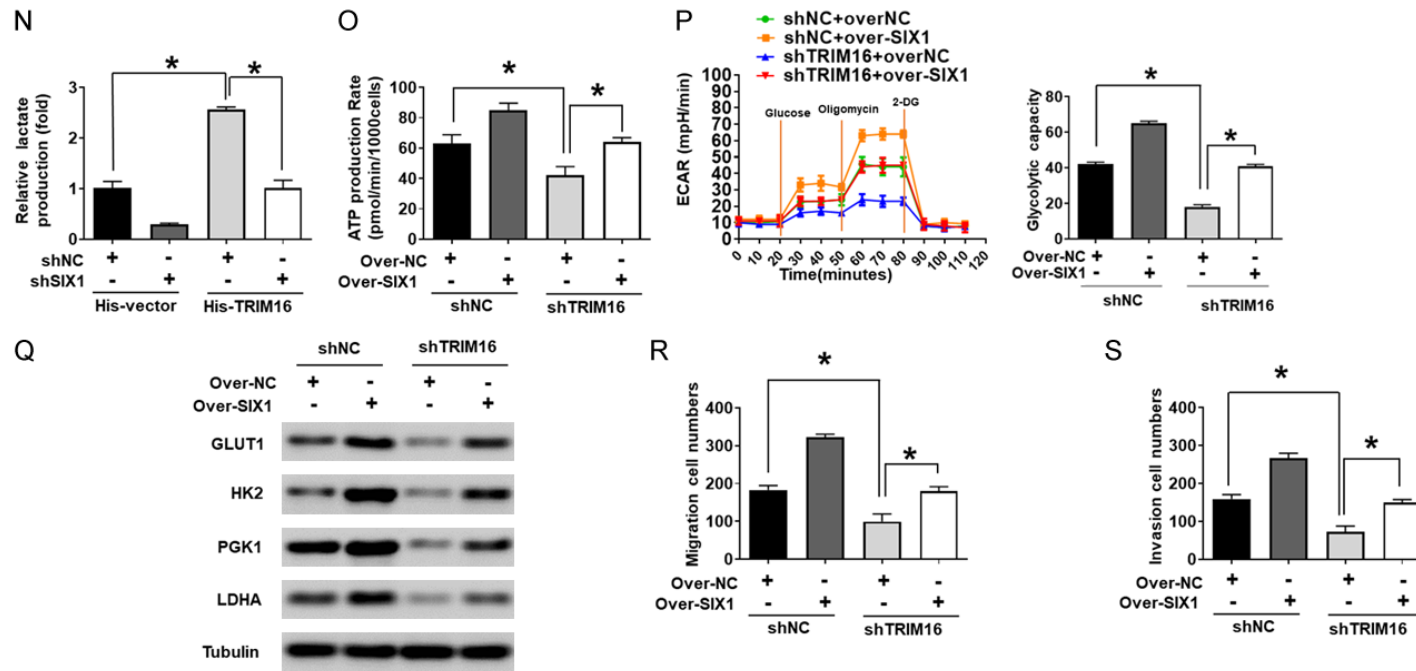 N
Relative lactate
production (fold)
3
2
1
0
*
*
shNC + - + -
shSIX1 - + - +
His-vector His-TRIM16
O
ATP production Rate
(pmol/min/1000cells)
100
80
60
40
20
0
*
*
Over-NC + - + -
Over-SIX1 - + - +
shNC shTRIM16
P
shNC+overNC
shNC+over-SIX1
shTRIM16+overNC
shTRIM16+over-SIX1
ECAR (mpH/min)
100
90
80
70
60
50
40
30
20
10
0
Glucose Oligomycin 2-DG
0 10 20 30 40 50 60 70 80 90 100 110 120
Time(minutes)
Glycolytic capacity
80
60
40
20
0
*
*
Over-NC + - + -
Over-SIX1 - + - +
shNC shTRIM16
Q
shNC shTRIM16
Over-NC + - + -
Over-SIX1 - + - +
GLUT1
HK2
PGK1
LDHA
Tubulin
R
Migration cell numbers
400
300
200
100
0
*
*
Over-NC + - + -
Over-SIX1 - + - +
shNC shTRIM16
S
Invasion cell numbers
400
300
200
100
0
*
*
Over-NC + - + -
Over-SIX1 - + - +
shNC shTRIM16